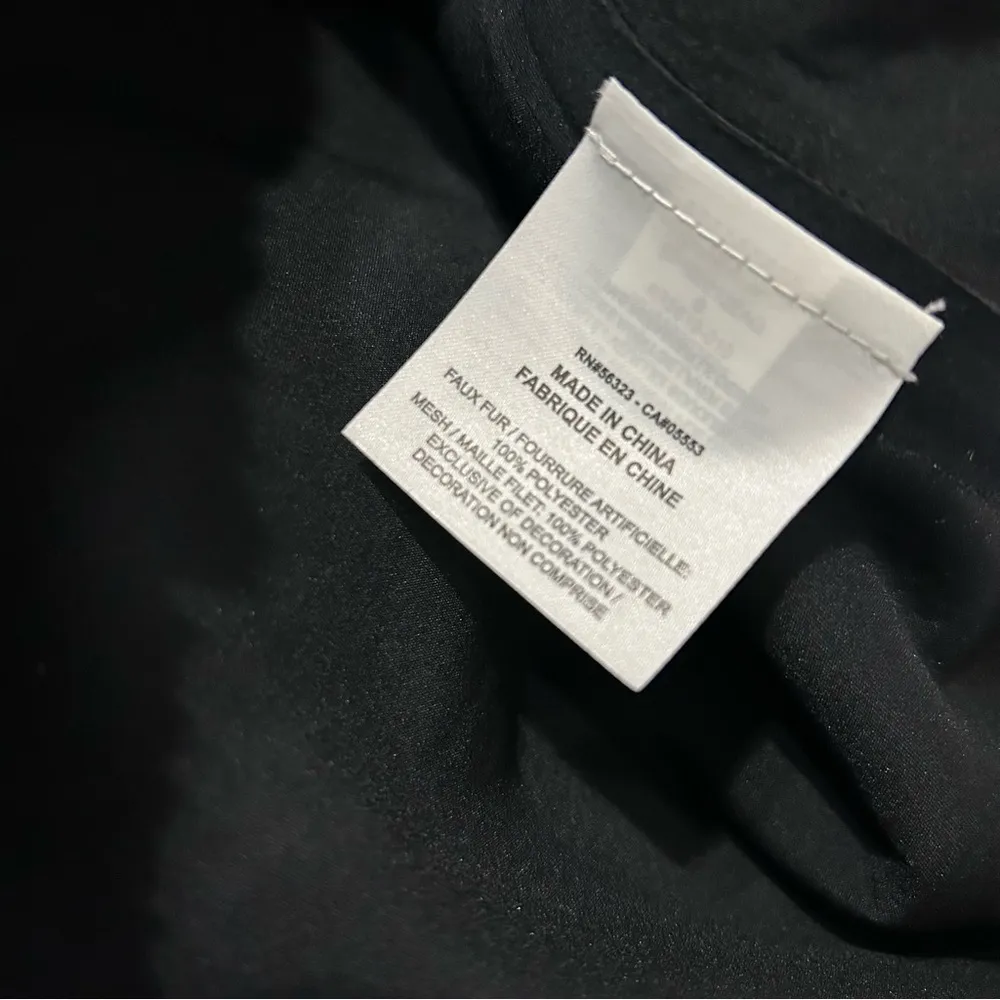 RN#56323 - CA#05553
MADE IN CHINA
FABRIQUE EN CHINE
FAUX FUR / FOURRURE ARTIFICIELLE:
100% POLYESTER
MESH / MAILLE FILET: 100% POLYESTER
EXCLUSIVE OF DECORATION /
DECORATION NON COMPRISE